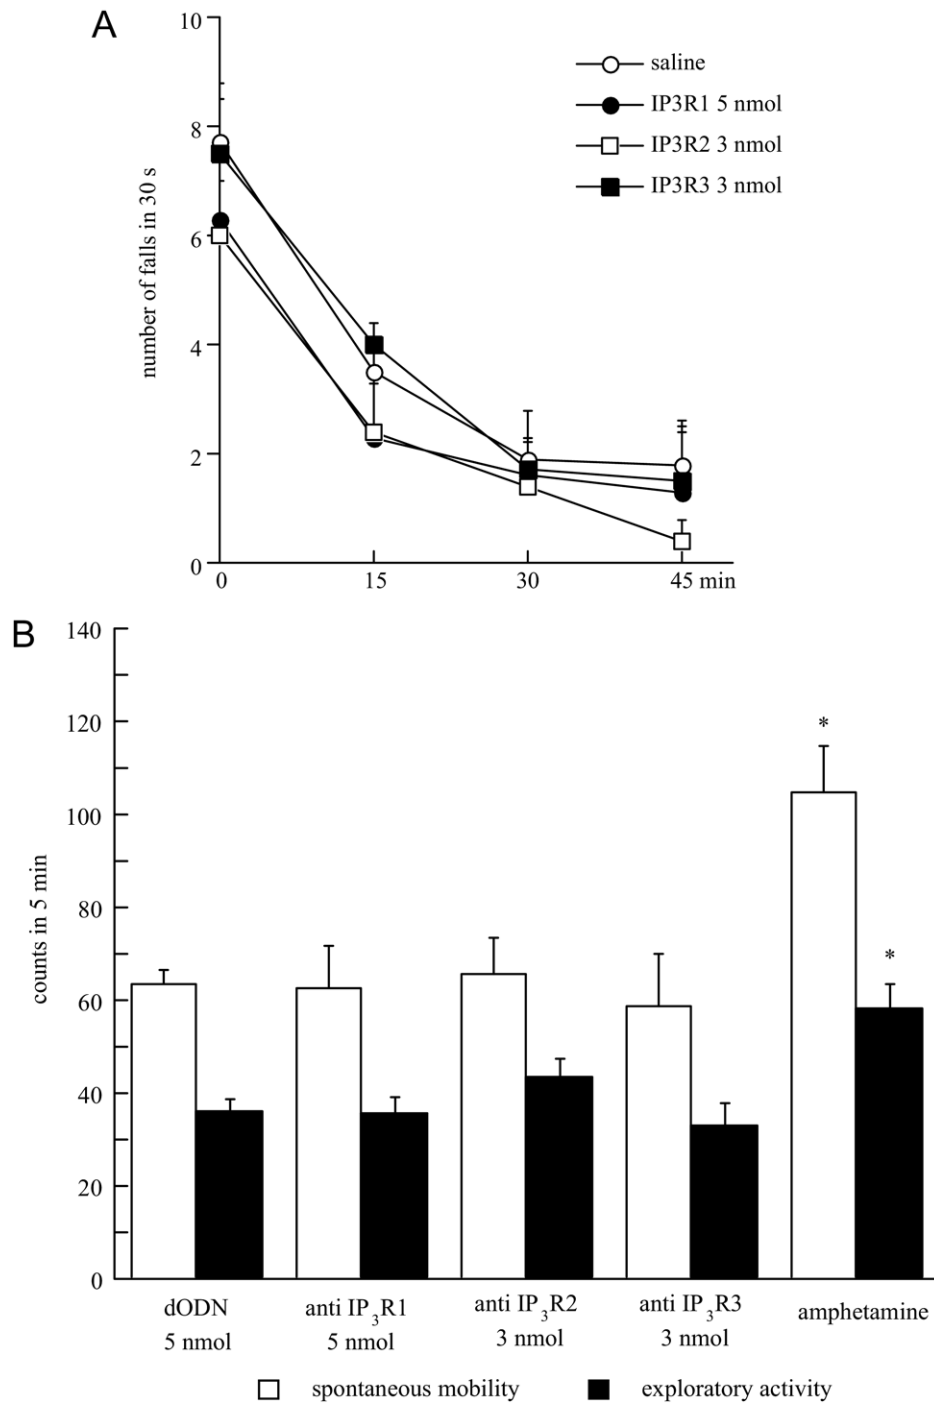 A
10
8
6
4
2
0
number of falls in 30 s
saline
IP3R1 5 nmol
IP3R2 3 nmol
IP3R3 3 nmol
0 15 30 45 min
B
140
120
100
80
60
40
20
0
counts in 5 min
*
*
dODN anti IP3R1 anti IP3R2 anti IP3R3 amphetamine
5 nmol 5 nmol 3 nmol 3 nmol
spontaneous mobility exploratory activity